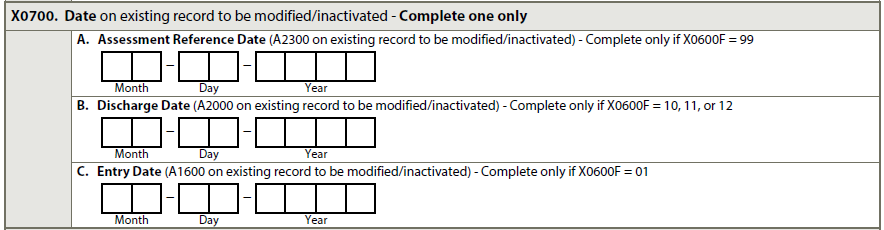 X0700. Date on existing record to be modified/inactivated - Complete one only
A. Assessment Reference Date (A2300 on existing record to be modified/inactivated) - Complete only if X0600F = 99
– –
Month Day Year
B. Discharge Date (A2000 on existing record to be modified/inactivated) - Complete only if X0600F = 10, 11, or 12
– –
Month Day Year
C. Entry Date (A1600 on existing record to be modified/inactivated) - Complete only if X0600F = 01
– –
Month Day Year